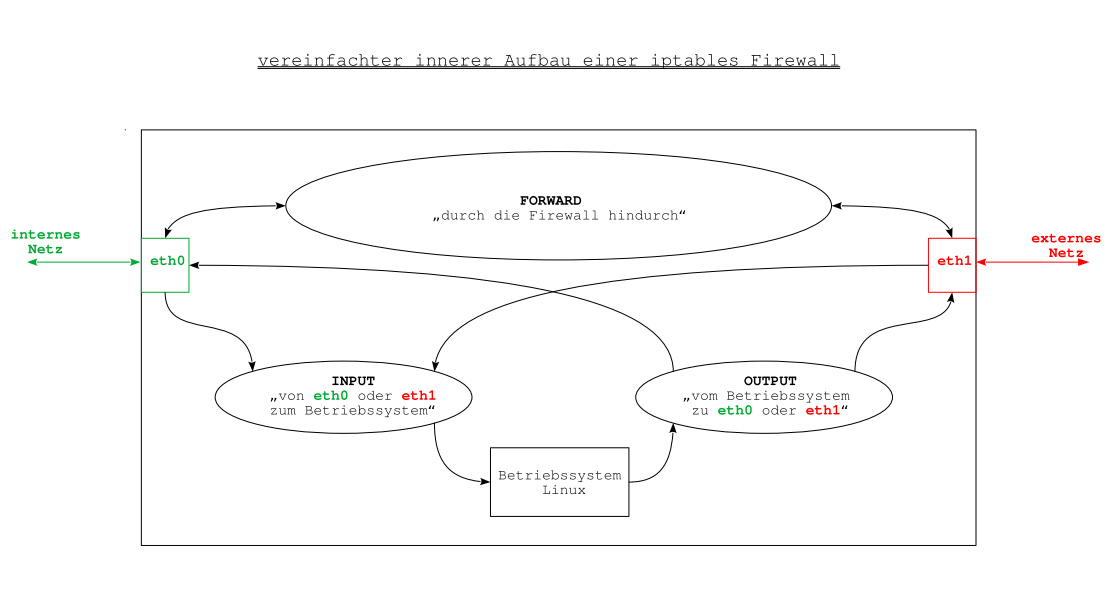 vereinfachter innerer Aufbau einer iptables Firewall
FORWARD
„durch die Firewall hindurch“
internes
Netz
eth0
eth1
externes
Netz
INPUT
„von eth0 oder eth1
zum Betriebssystem“
OUTPUT
„vom Betriebssystem
zu eth0 oder eth1“
Betriebssystem
Linux